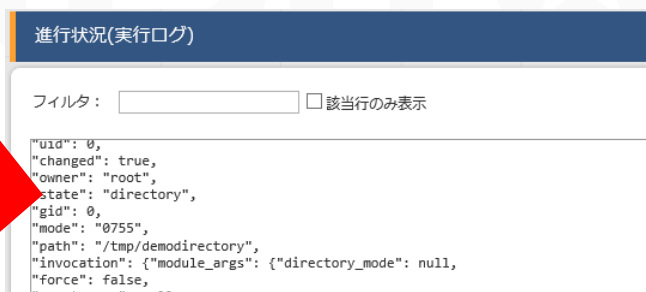 進行状況(実行ログ)
フィルタ: 該当行のみ表示
"uid": 0,
"changed": true,
"owner": "root",
"state": "directory",
"gid": 0,
"mode": "0755",
"path": "/tmp/demodirectory",
"invocation": {"module_args": {"directory_mode": null,
"force": false,